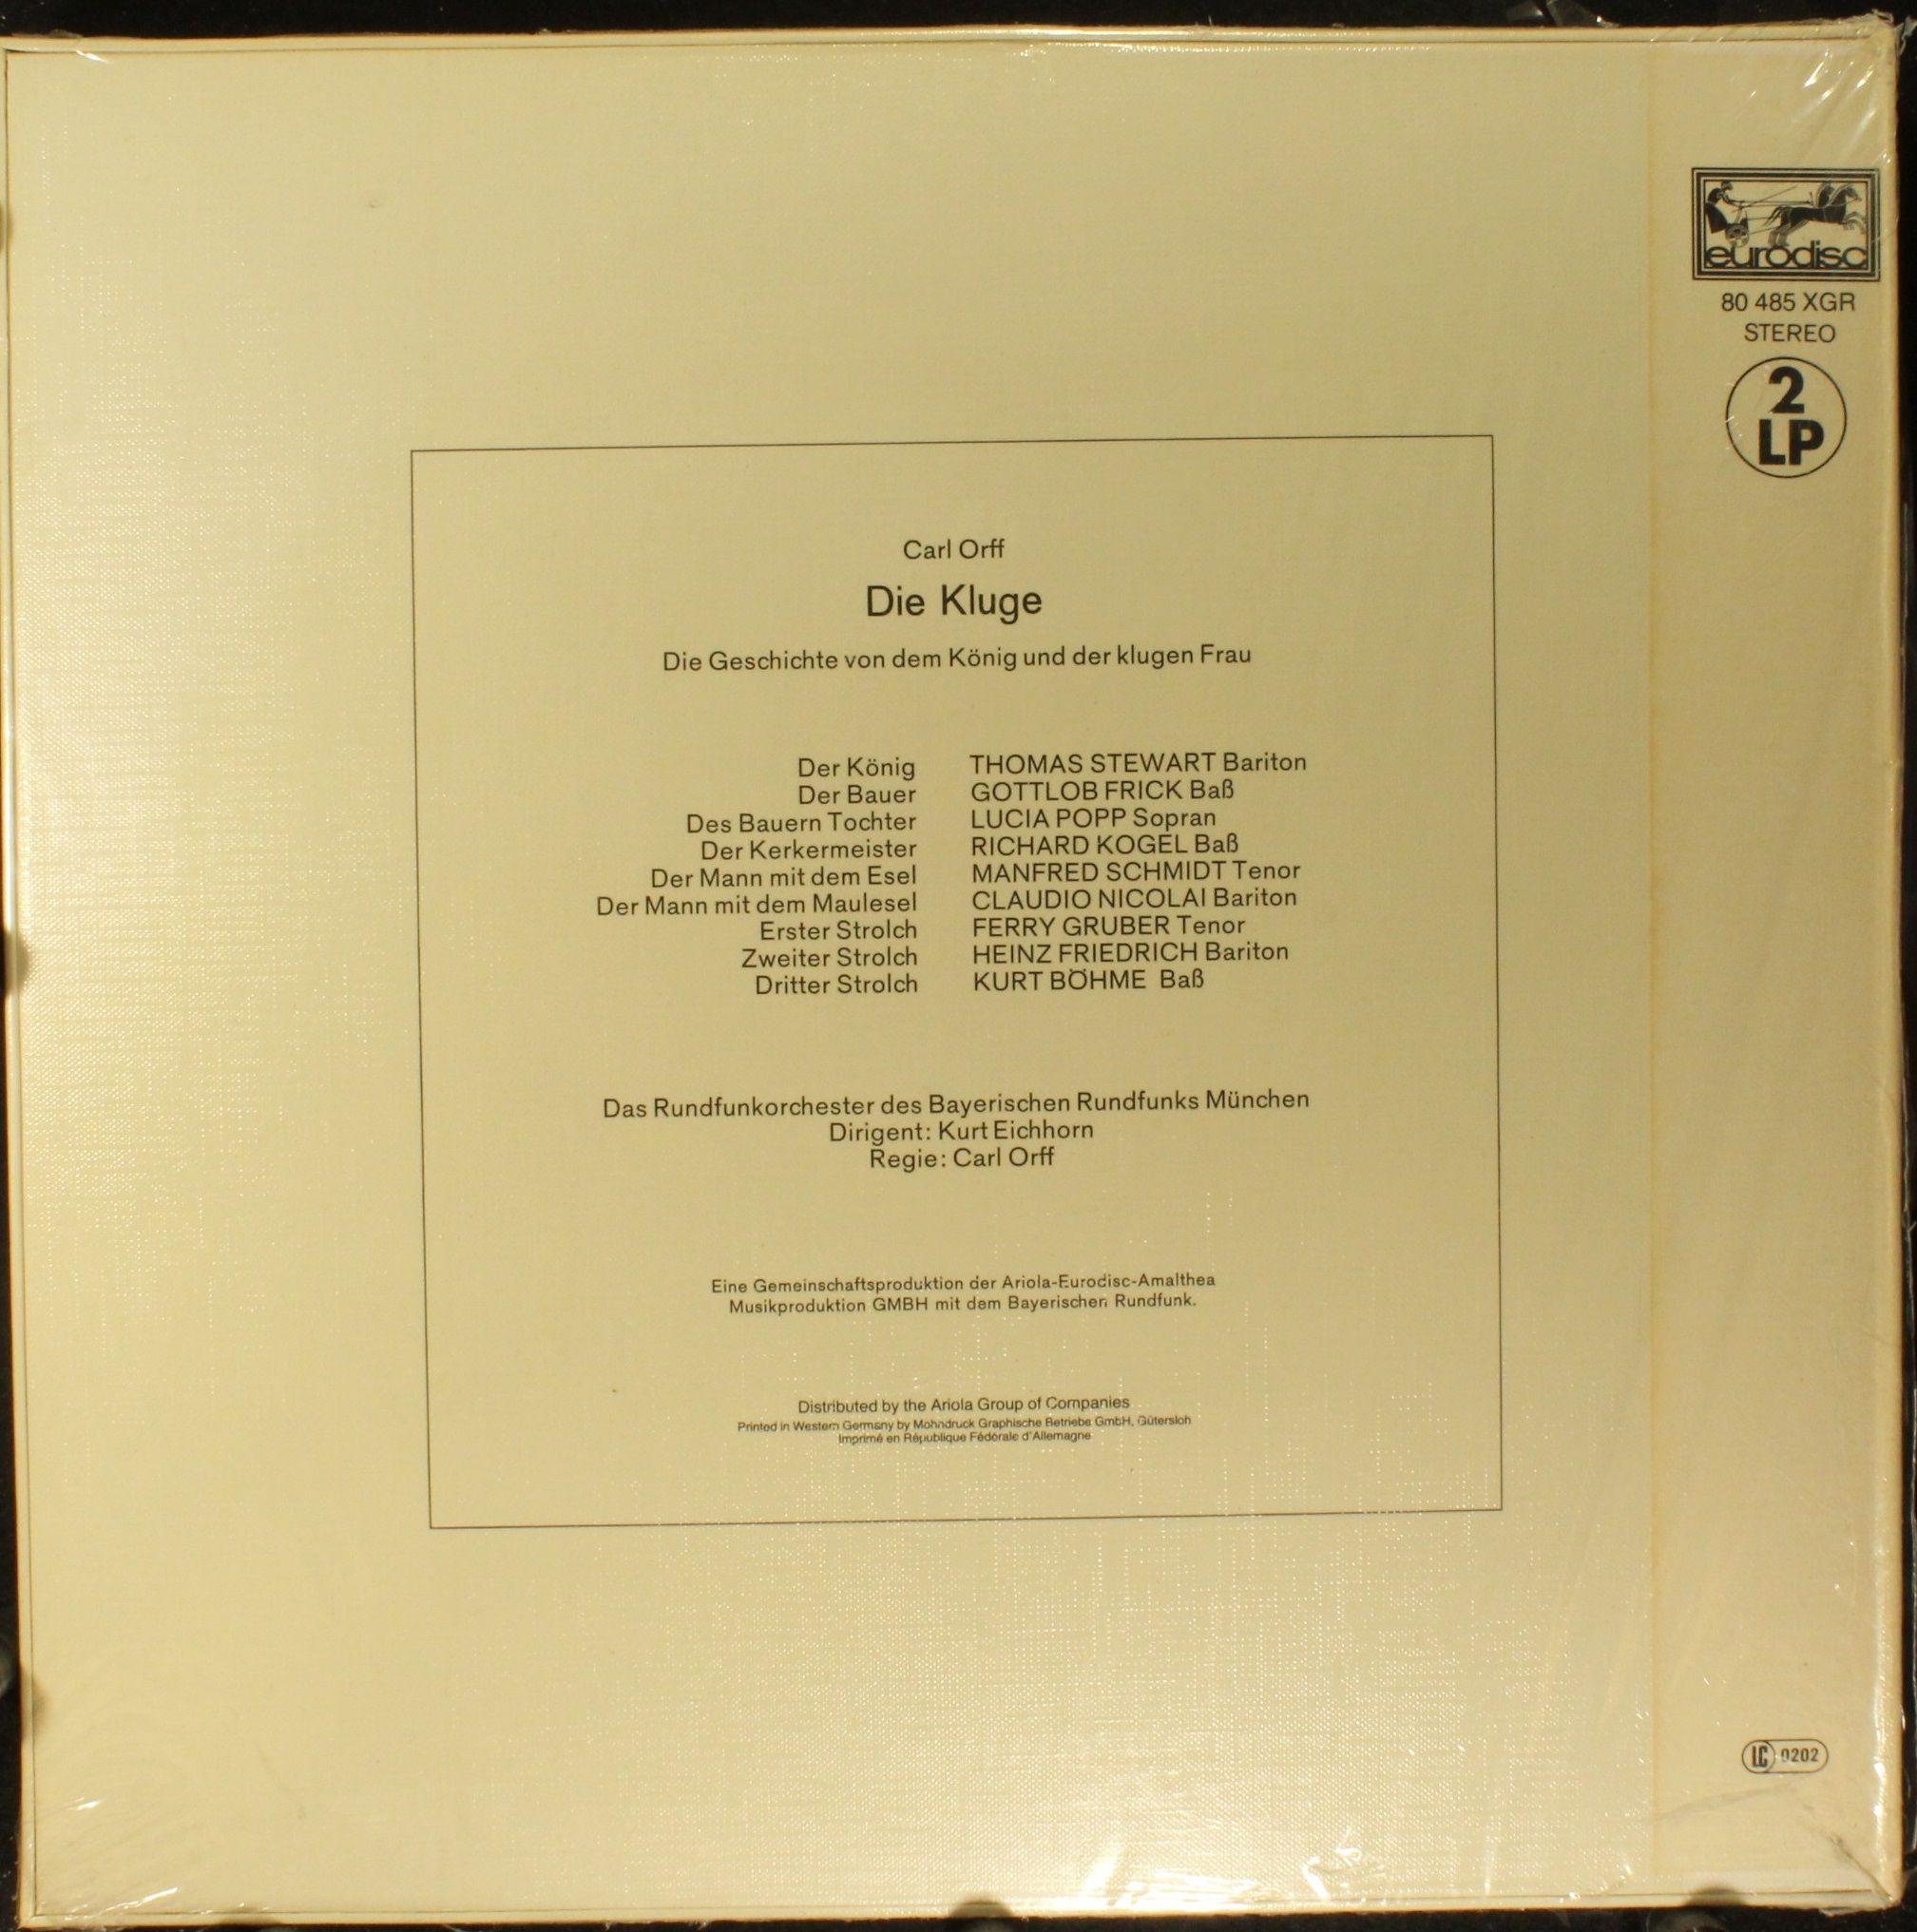 eurodisc
80 485 XGR
STEREO
2
LP
Carl Orff
Die Kluge
Die Geschichte von dem König und der klugen Frau
Der König THOMAS STEWART Bariton
Der Bauer GOTTLOB FRICK Baß
Des Bauern Tochter LUCIA POPP Sopran
Der Kerkermeister RICHARD KOGEL Baß
Der Mann mit dem Esel MANFRED SCHMIDT Tenor
Der Mann mit dem Maulesel CLAUDIO NICOLAI Bariton
Erster Strolch FERRY GRUBER Tenor
Zweiter Strolch HEINZ FRIEDRICH Bariton
Dritter Strolch KURT BÖHME Baß
Das Rundfunkorchester des Bayerischen Rundfunks München
Dirigent: Kurt Eichhorn
Regie: Carl Orff
Eine Gemeinschaftsproduktion der Ariola-Eurodisc-Amalthea
Musikproduktion GMBH mit dem Bayerischen Rundfunk.
Distributed by the Ariola Group of Companies
Printed in Western Germany by Mohndruck Graphische Betriebe GmbH, Gütersloh
Imprimé en République Fédérale d'Allemagne
LC 0202